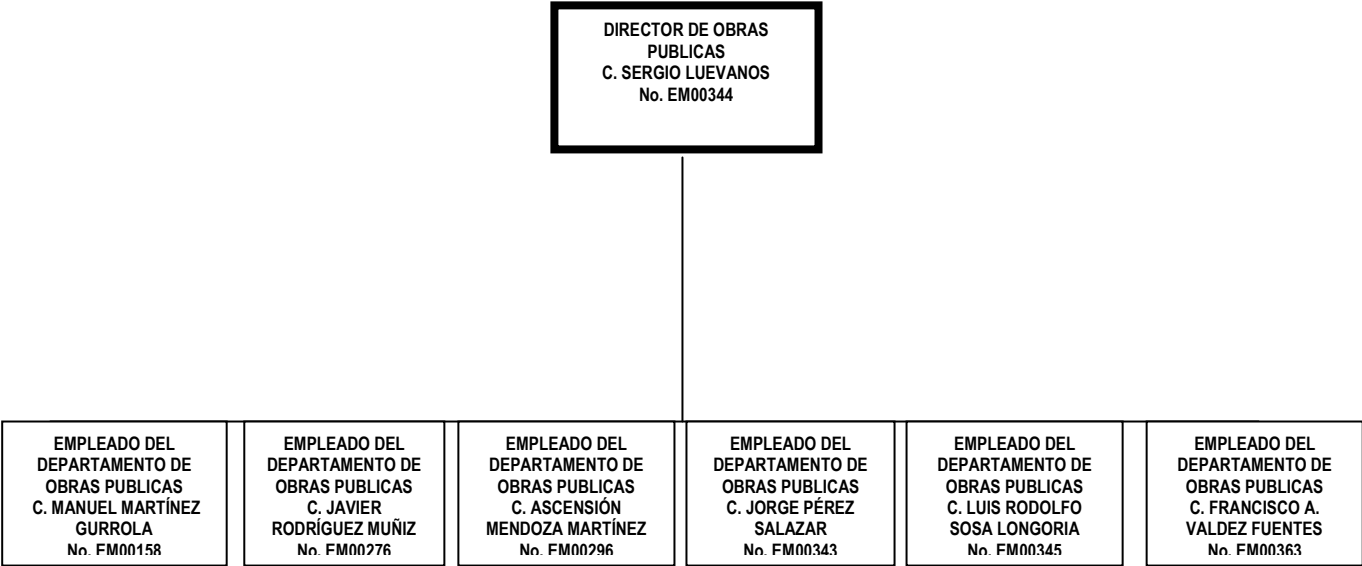 DIRECTOR DE OBRAS
PUBLICAS
C. SERGIO LUEVANOS
No. EM00344
EMPLEADO DEL
DEPARTAMENTO DE
OBRAS PUBLICAS
C. MANUEL MARTÍNEZ
GURROLA
No. EM00158
EMPLEADO DEL
DEPARTAMENTO DE
OBRAS PUBLICAS
C. JAVIER
RODRÍGUEZ MUÑIZ
No. EM00276
EMPLEADO DEL
DEPARTAMENTO DE
OBRAS PUBLICAS
C. ASCENSIÓN
MENDOZA MARTÍNEZ
No. EM00296
EMPLEADO DEL
DEPARTAMENTO DE
OBRAS PUBLICAS
C. JORGE PÉREZ
SALAZAR
No. EM00343
EMPLEADO DEL
DEPARTAMENTO DE
OBRAS PUBLICAS
C. LUIS RODOLFO
SOSA LONGORIA
No. EM00345
EMPLEADO DEL
DEPARTAMENTO DE
OBRAS PUBLICAS
C. FRANCISCO A.
VALDEZ FUENTES
No. EM00363